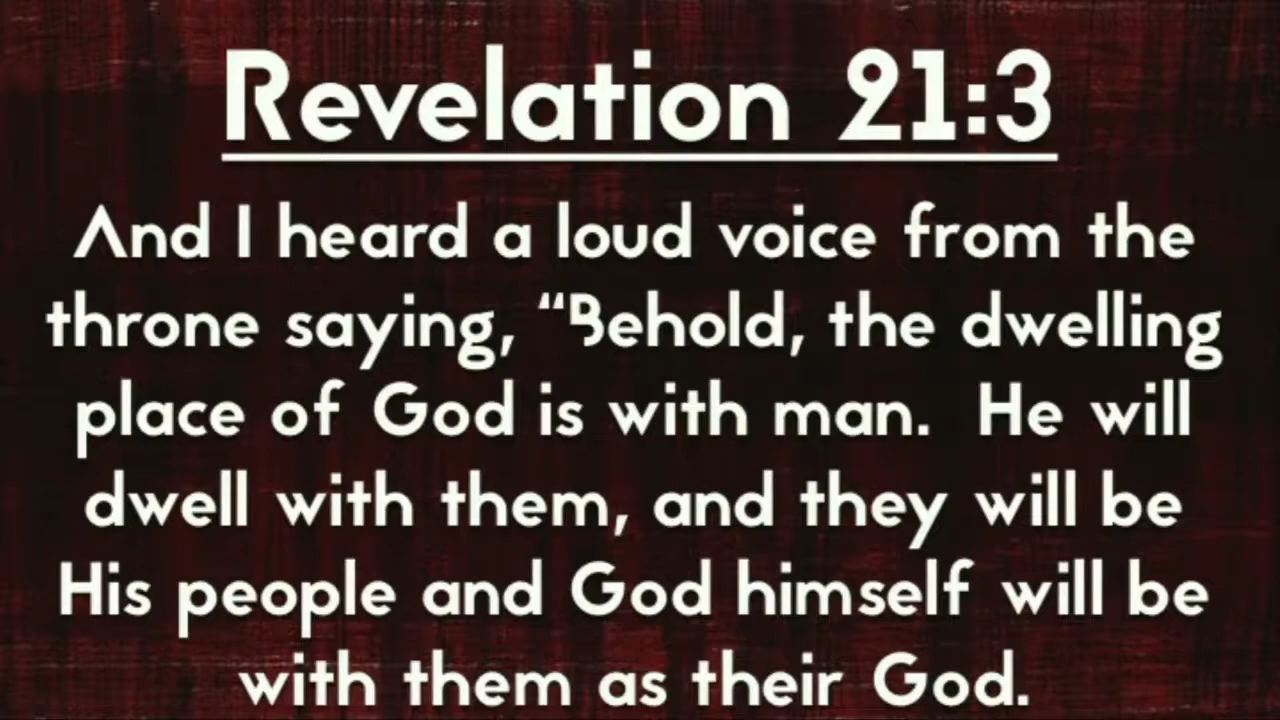 Revelation 21:3
And I heard a loud voice from the
throne saying, “Behold, the dwelling
place of God is with man.  He will
dwell with them, and they will be
His people and God himself will be
with them as their God.